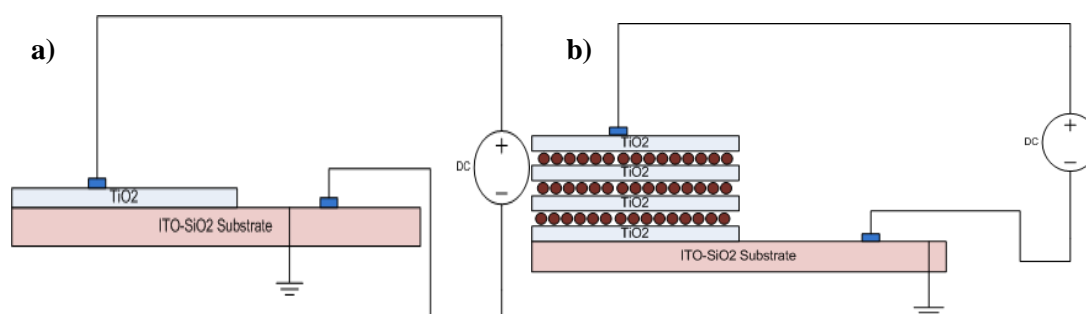 a)
+
DC
−
TiO2
ITO-SiO2 Substrate
b)
+
DC
−
TiO2
TiO2
TiO2
TiO2
ITO-SiO2 Substrate